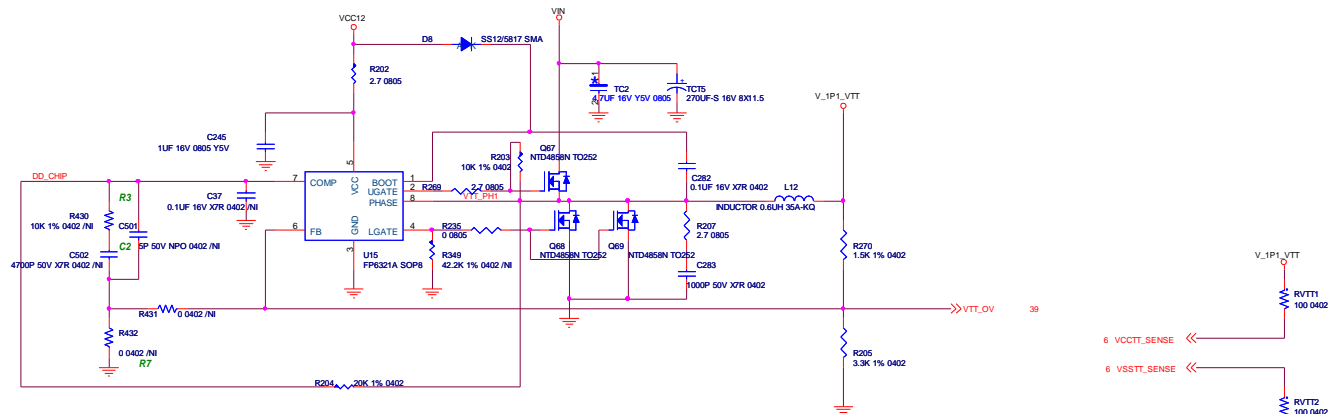 VCC12
VIN
D8
SS12/5817 SMA
R202
2.7 0805
1
TC2
4.7UF 16V Y5V 0805
2
TCT5
270UF-S 16V 8X11.5
V_1P1_VTT
C245
1UF 16V 0805 Y5V
5
R203
10K 1% 0402
Q67
NTD4858N TO252
C282
0.1UF 16V X7R 0402
DD_CHIP
7
COMP
VCC
BOOT
1
UGATE
2
PHASE
8
R269
2.7 0805
VTT_PH1
L12
INDUCTOR 0.6UH 35A-KQ
R3
C37
0.1UF 16V X7R 0402 /NI
R430
10K 1% 0402 /NI
C501
5P 50V NPO 0402 /NI
C2
C502
4700P 50V X7R 0402 /NI
6
FB
GND
3
LGATE
4
R235
0 0805
U15
FP6321A SOP8
R349
42.2K 1% 0402 /NI
Q68
NTD4858N TO252
Q69
NTD4858N TO252
R207
2.7 0805
C283
1000P 50V X7R 0402
R270
1.5K 1% 0402
V_1P1_VTT
RVTT1
100 0402
R431
0 0402 /NI
VTT_OV
39
R432
0 0402 /NI
R7
R205
3.3K 1% 0402
6 VCCTT_SENSE
6 VSSTT_SENSE
R204
20K 1% 0402
RVTT2
100 0402